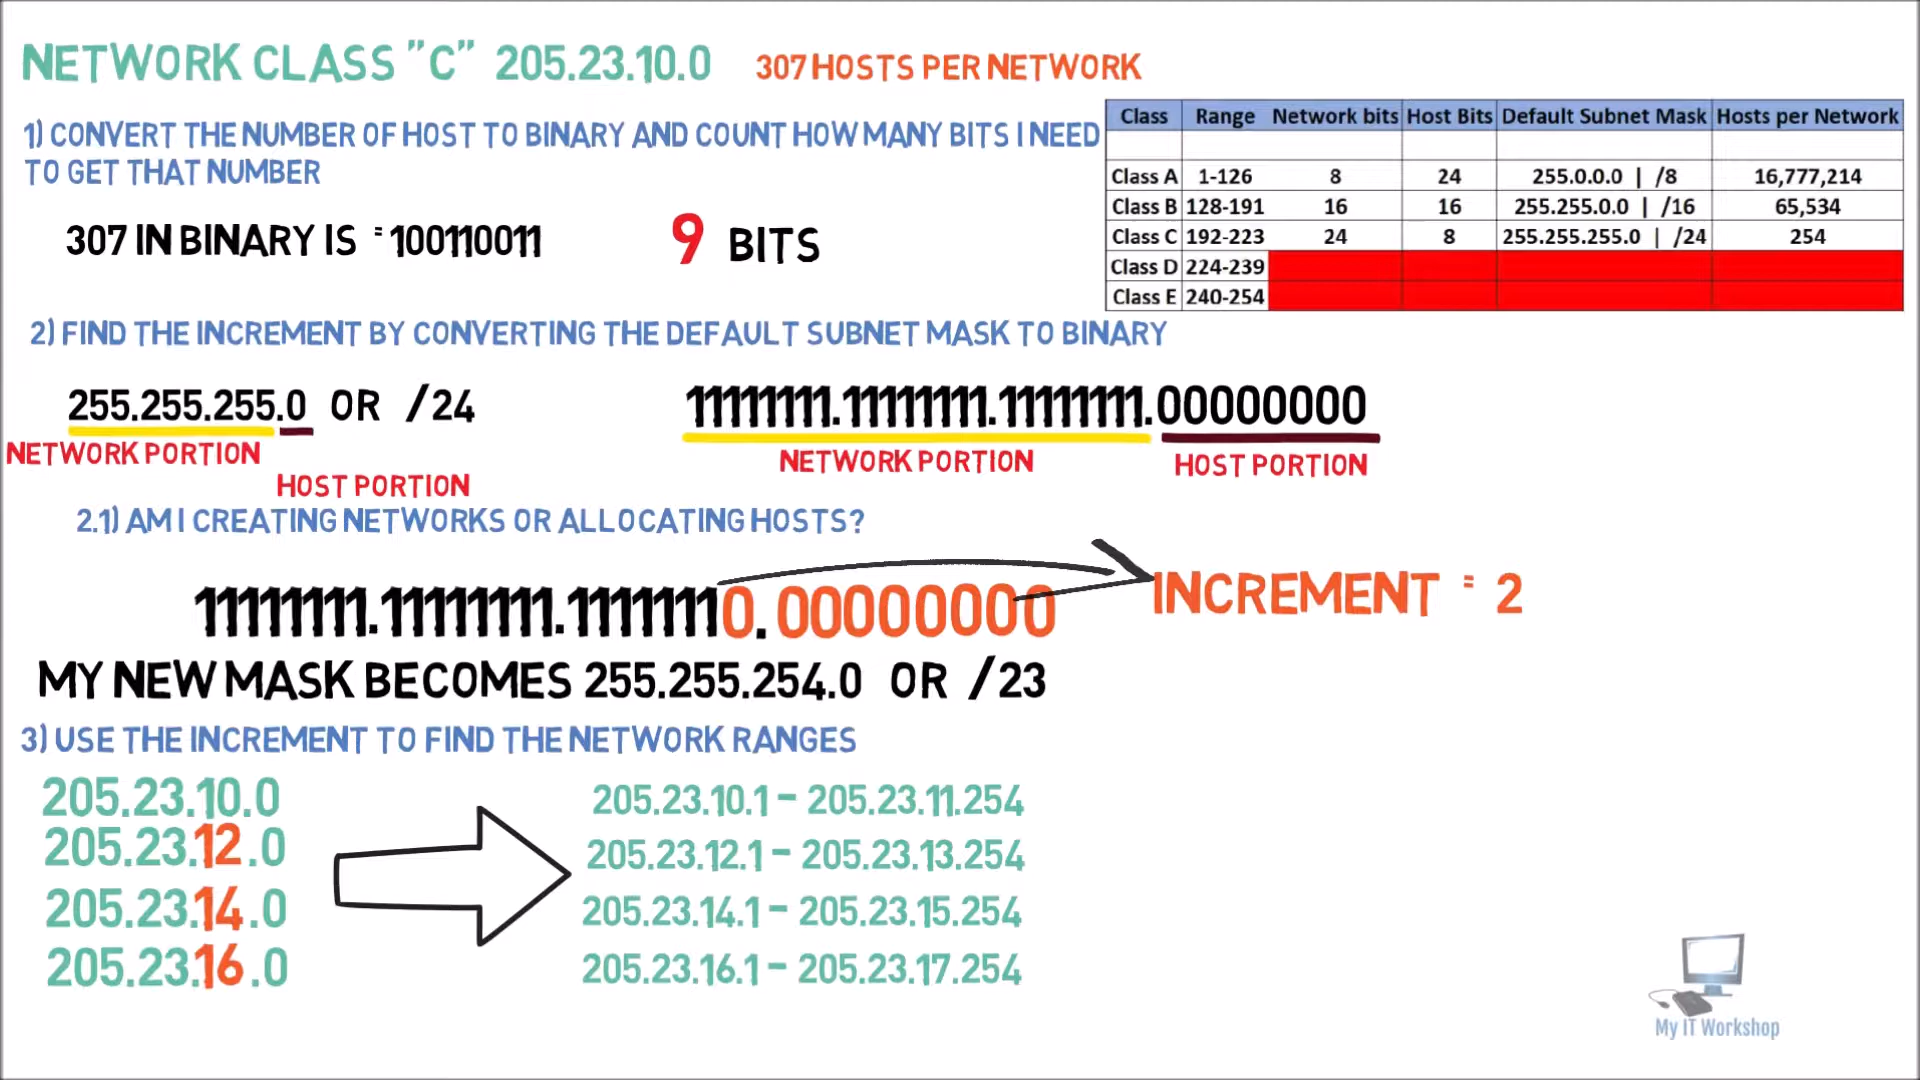 NETWORK CLASS "C" 205.23.10.0 307 HOSTS PER NETWORK
1) CONVERT THE NUMBER OF HOST TO BINARY AND COUNT HOW MANY BITS I NEED
TO GET THAT NUMBER
307 IN BINARY IS =100110011 9 BITS
Class Range Network bits Host Bits Default Subnet Mask Hosts per Network
Class A 1-126 8 24 255.0.0.0 | /8 16,777,214
Class B 128-191 16 16 255.255.0.0 | /16 65,534
Class C 192-223 24 8 255.255.255.0 | /24 254
Class D 224-239
Class E 240-254
2) FIND THE INCREMENT BY CONVERTING THE DEFAULT SUBNET MASK TO BINARY
255.255.255.0 OR /24 11111111.11111111.11111111.00000000
NETWORK PORTION
HOST PORTION
NETWORK PORTION HOST PORTION
2.1) AM I CREATING NETWORKS OR ALLOCATING HOSTS?
11111111.11111111.11111110.00000000 INCREMENT = 2
MY NEW MASK BECOMES 255.255.254.0 OR /23
3) USE THE INCREMENT TO FIND THE NETWORK RANGES
205.23.10.0 205.23.10.1 - 205.23.11.254
205.23.12.0 205.23.12.1 - 205.23.13.254
205.23.14.0 205.23.14.1 - 205.23.15.254
205.23.16.0 205.23.16.1 - 205.23.17.254
My IT Workshop